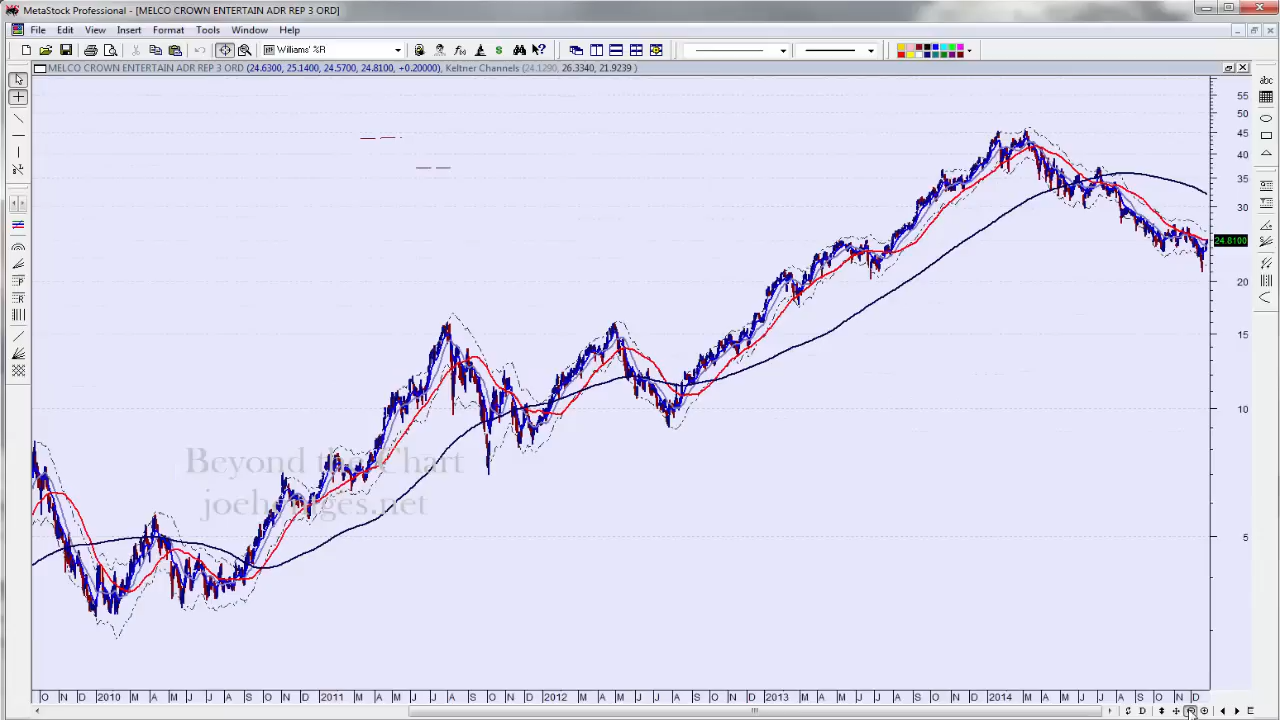 MetaStock Professional - [MELCO CROWN ENTERTAIN ADR REP 3 ORD]
File Edit View Insert Format Tools Window Help
Williams' %R
MELCO CROWN ENTERTAIN ADR REP 3 ORD (24.6300, 25.1400, 24.5700, 24.8100, +0.20000), Keltner Channels (24.1290, 26.3340, 21.9239 )
abc
55
50
45
40
35
30
24.8100
20
15
10
5
Beyond the Chart
joehentges.net
O N D 2010 M A M J J A S O N D 2011 M A M J J A S O N D 2012 M A M J J A S O N D 2013 M A M J J A S O N D 2014 M A M J J A S O N D